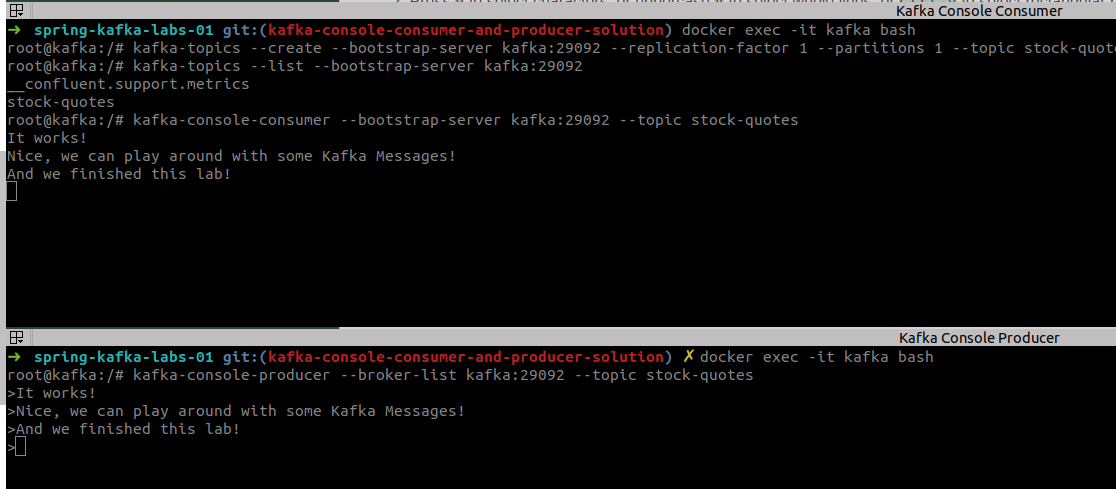 Kafka Console Consumer
➜ spring-kafka-labs-01 git:(kafka-console-consumer-and-producer-solution) docker exec -it kafka bash
root@kafka:/# kafka-topics --create --bootstrap-server kafka:29092 --replication-factor 1 --partitions 1 --topic stock-quote
root@kafka:/# kafka-topics --list --bootstrap-server kafka:29092
__confluent.support.metrics
stock-quotes
root@kafka:/# kafka-console-consumer --bootstrap-server kafka:29092 --topic stock-quotes
It works!
Nice, we can play around with some Kafka Messages!
And we finished this lab!
Kafka Console Producer
➜ spring-kafka-labs-01 git:(kafka-console-consumer-and-producer-solution) ✗ docker exec -it kafka bash
root@kafka:/# kafka-console-producer --broker-list kafka:29092 --topic stock-quotes
>It works!
>Nice, we can play around with some Kafka Messages!
>And we finished this lab!
>